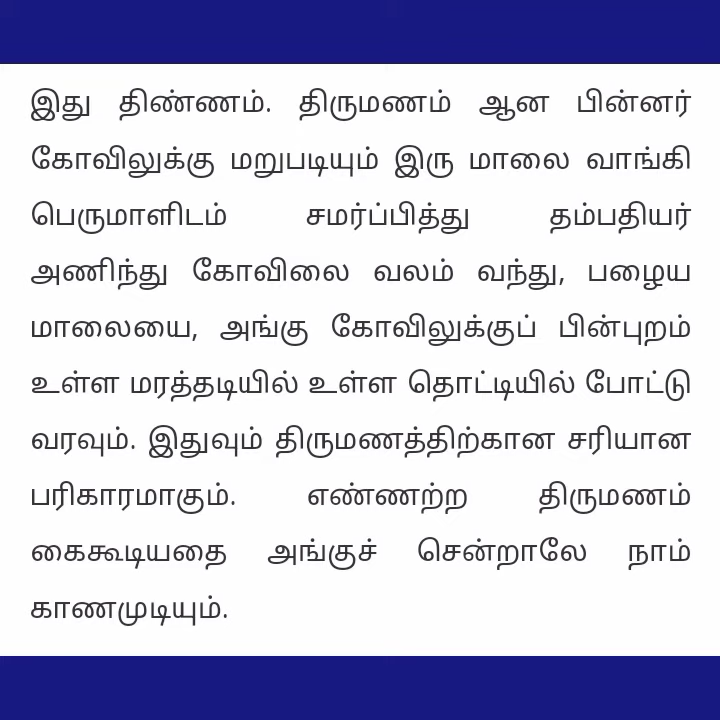 இது திண்ணம். திருமணம் ஆன பின்னர்
கோவிலுக்கு மறுபடியும் இரு மாலை வாங்கி
பெருமாளிடம் சமர்ப்பித்து தம்பதியர்
அணிந்து கோவிலை வலம் வந்து, பழைய
மாலையை, அங்கு கோவிலுக்குப் பின்புறம்
உள்ள மரத்தடியில் உள்ள தொட்டியில் போட்டு
வரவும். இதுவும் திருமணத்திற்கான சரியான
பரிகாரமாகும். எண்ணற்ற திருமணம்
கைகூடியதை அங்குச் சென்றாலே நாம்
காணமுடியும்.